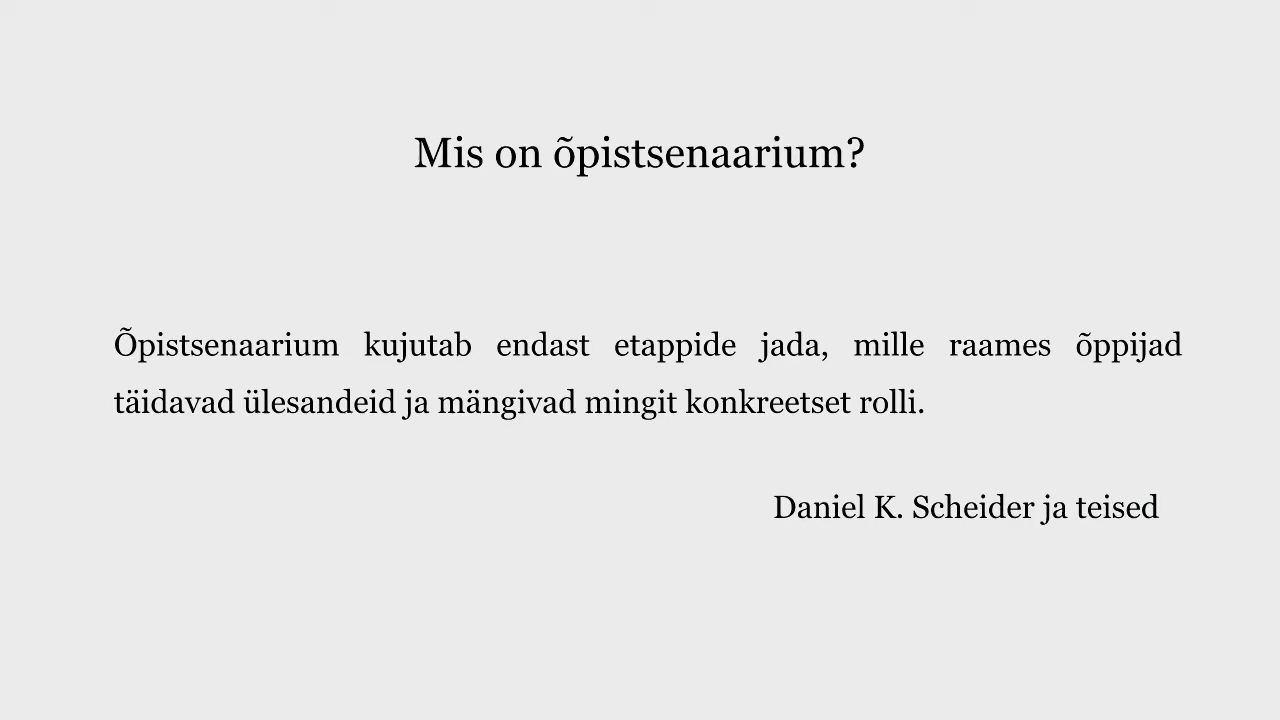 Mis on õpistsenaarium?
Õpistsenaarium kujutab endast etappide jada, mille raames õppijad
täidavad ülesandeid ja mängivad mingit konkreetset rolli.
Daniel K. Scheider ja teised